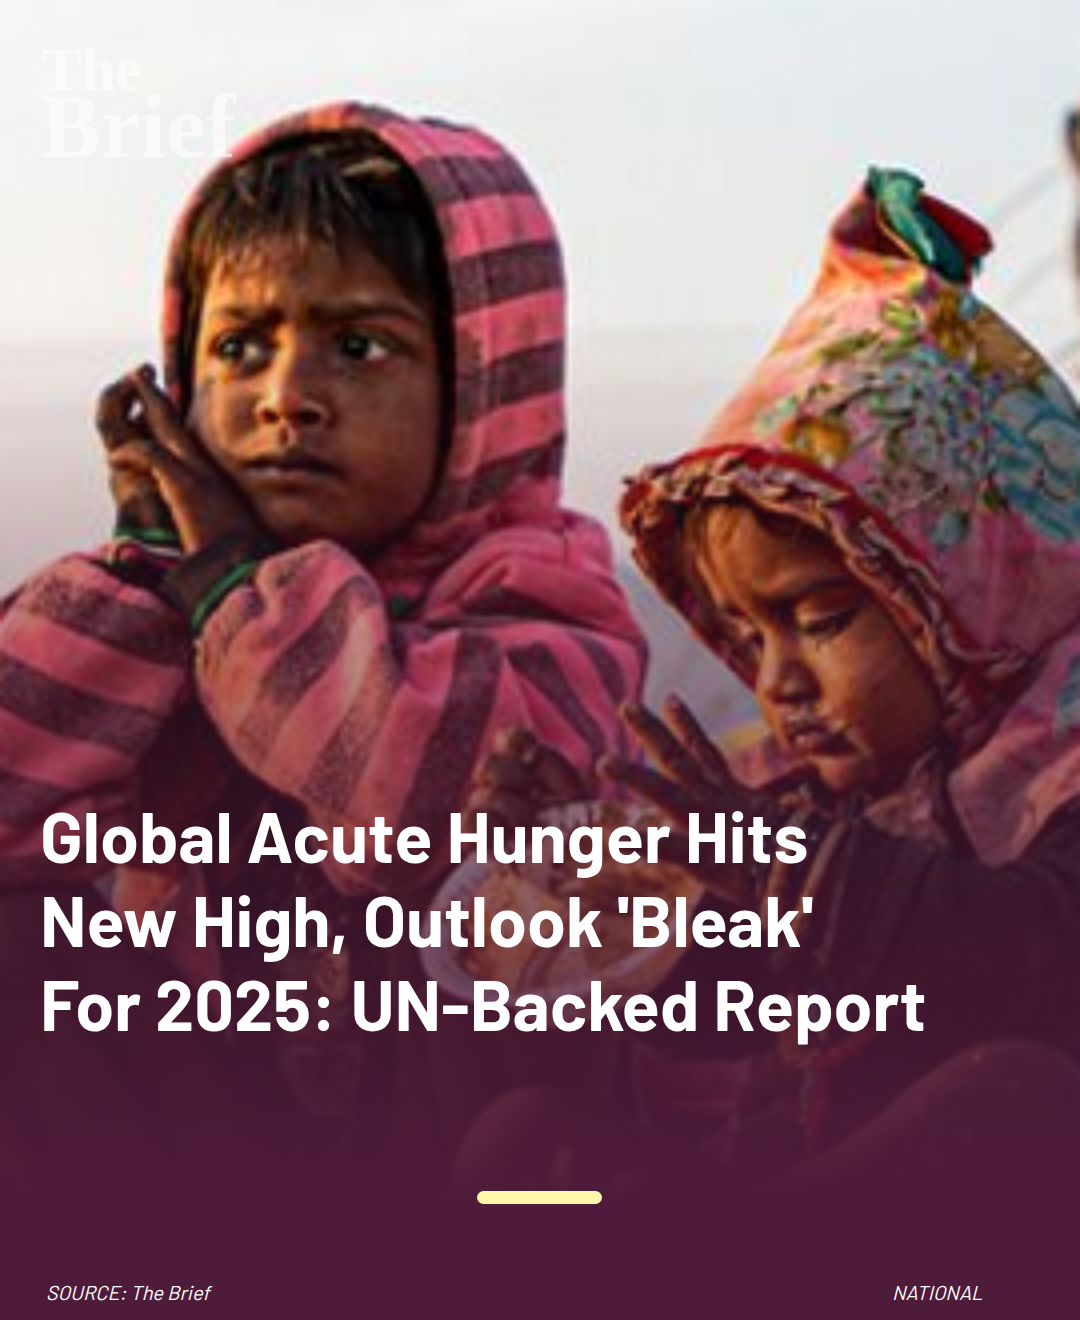 The
Brief
Global Acute Hunger Hits
New High, Outlook 'Bleak'
For 2025: UN-Backed Report
SOURCE: The Brief
NATIONAL